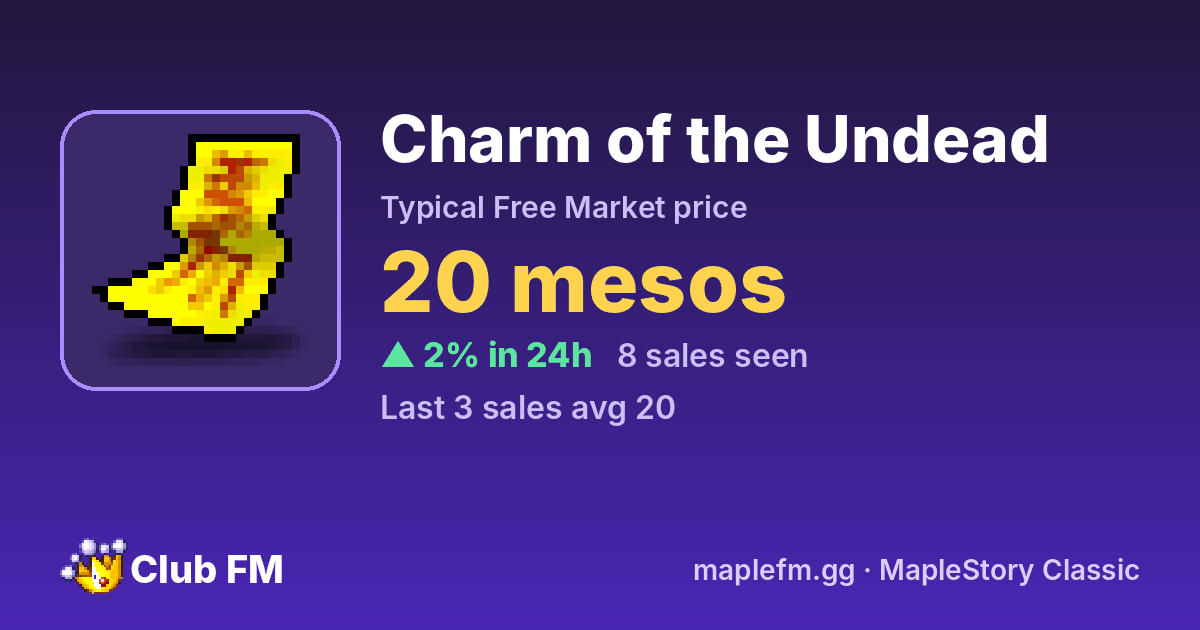 Charm of the Undead
Typical Free Market price
20 mesos
▲ 2% in 24h 8 sales seen
Last 3 sales avg 20
Club FM
maplefm.gg · MapleStory Classic